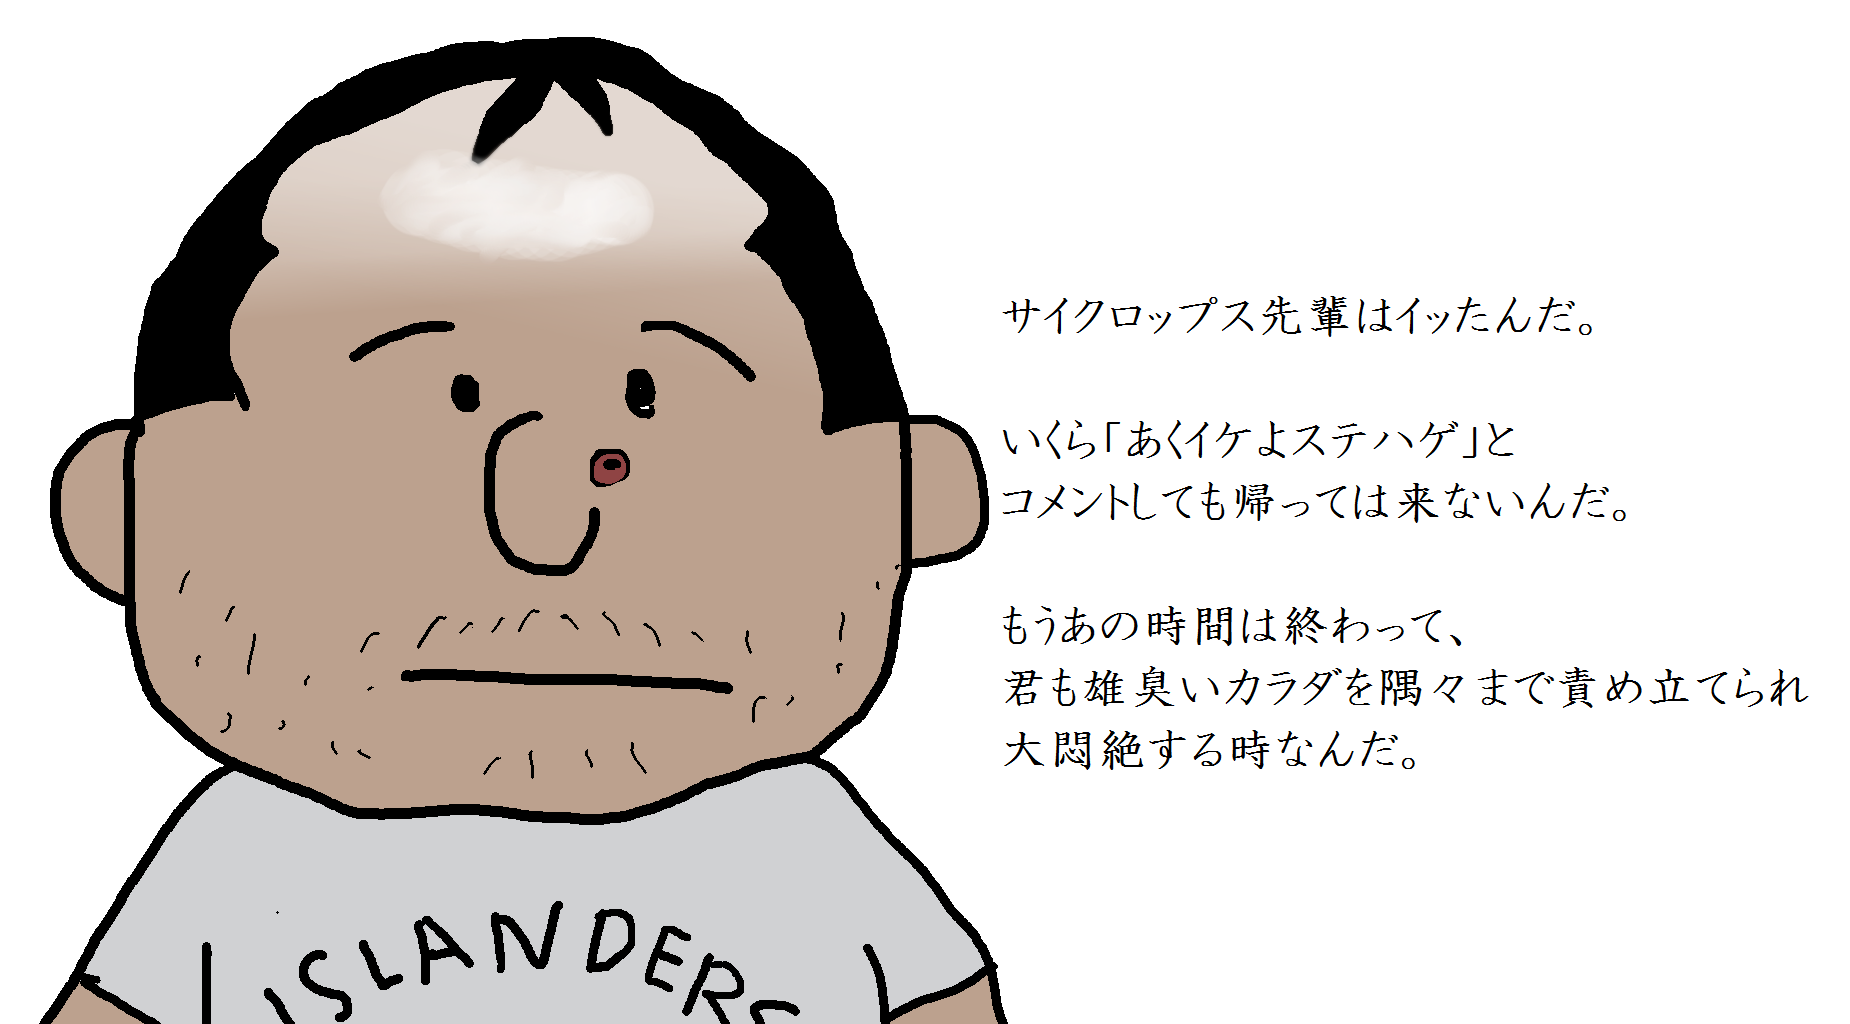 サイクロップス先輩はイッたんだ。
いくら「あくイケよステハゲ」と
コメントしても帰っては来ないんだ。
もうあの時間は終わって、
君も雄臭いカラダを隅々まで責め立てられ
大悶絶する時なんだ。
ISLANDERS